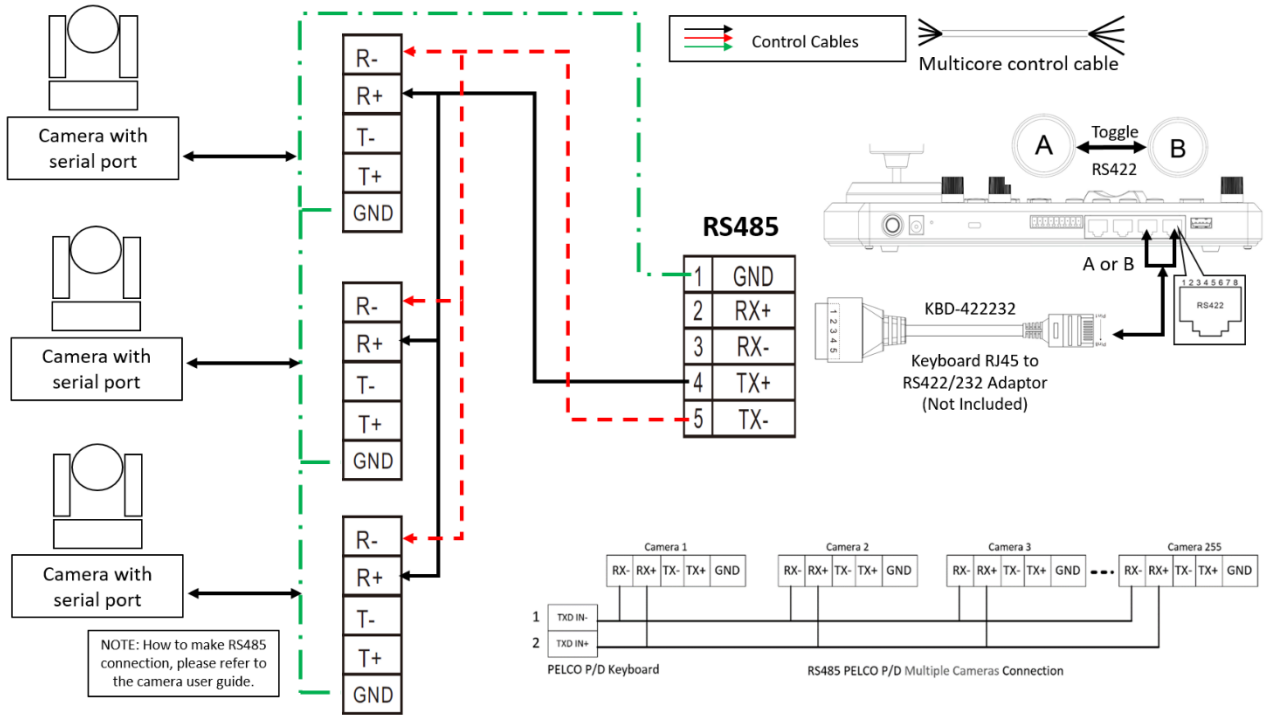 Control Cables
Multicore control cable
Camera with
serial port
R-
R+
T-
T+
GND
A
Toggle
RS422
B
A or B
1 2 3 4 5 6 7 8
RS422
RS485
1 GND
2 RX+
3 RX-
4 TX+
5 TX-
KBD-422232
1 2 3 4 5
Pin1
Pin8
Keyboard RJ45 to
RS422/232 Adaptor
(Not Included)
Camera with
serial port
R-
R+
T-
T+
GND
Camera with
serial port
R-
R+
T-
T+
GND
NOTE: How to make RS485
connection, please refer to
the camera user guide.
Camera 1
RX- RX+ TX- TX+ GND
Camera 2
RX- RX+ TX- TX+ GND
Camera 3
RX- RX+ TX- TX+ GND
Camera 255
RX- RX+ TX- TX+ GND
1 TXD IN-
2 TXD IN+
PELCO P/D Keyboard
RS485 PELCO P/D Multiple Cameras Connection